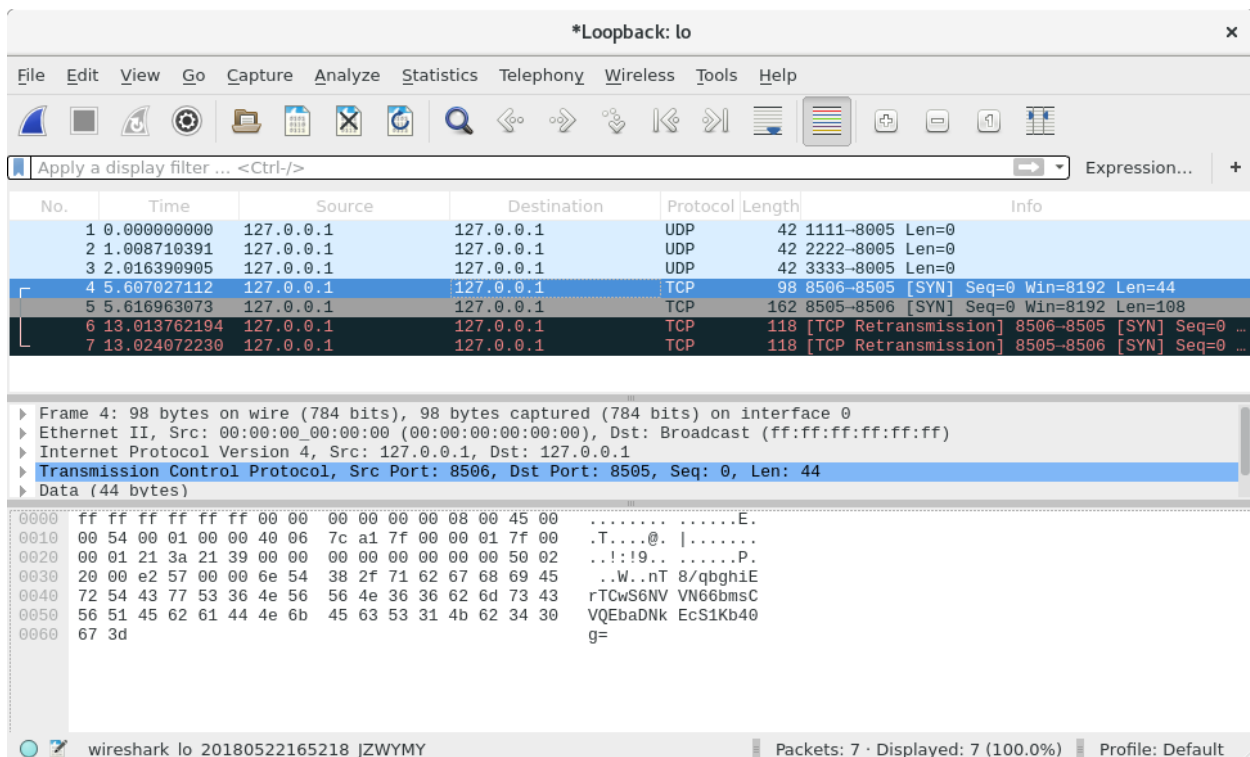 *Loopback: lo ×
File Edit View Go Capture Analyze Statistics Telephony Wireless Tools Help
Apply a display filter ... <Ctrl-/> Expression... +
No. Time Source Destination Protocol Length Info
1 0.000000000 127.0.0.1 127.0.0.1 UDP 42 1111→8005 Len=0
2 1.008710391 127.0.0.1 127.0.0.1 UDP 42 2222→8005 Len=0
3 2.016390905 127.0.0.1 127.0.0.1 UDP 42 3333→8005 Len=0
4 5.607027112 127.0.0.1 127.0.0.1 TCP 98 8506→8505 [SYN] Seq=0 Win=8192 Len=44
5 5.616963073 127.0.0.1 127.0.0.1 TCP 162 8505→8506 [SYN] Seq=0 Win=8192 Len=108
6 13.013762194 127.0.0.1 127.0.0.1 TCP 118 [TCP Retransmission] 8506→8505 [SYN] Seq=0 …
7 13.024072230 127.0.0.1 127.0.0.1 TCP 118 [TCP Retransmission] 8505→8506 [SYN] Seq=0 …
Frame 4: 98 bytes on wire (784 bits), 98 bytes captured (784 bits) on interface 0
Ethernet II, Src: 00:00:00_00:00:00 (00:00:00:00:00:00), Dst: Broadcast (ff:ff:ff:ff:ff:ff)
Internet Protocol Version 4, Src: 127.0.0.1, Dst: 127.0.0.1
Transmission Control Protocol, Src Port: 8506, Dst Port: 8505, Seq: 0, Len: 44
Data (44 bytes)
0000 ff ff ff ff ff ff 00 00 00 00 00 00 08 00 45 00 ........ ......E.
0010 00 54 00 01 00 00 40 06 7c a1 7f 00 00 01 7f 00 .T....@. |.......
0020 00 01 21 3a 21 39 00 00 00 00 00 00 00 00 50 02 ..!:!9.. ......P.
0030 20 00 e2 57 00 00 6e 54 38 2f 71 62 67 68 69 45 ..W..nT 8/qbghiE
0040 72 54 43 77 53 36 4e 56 56 4e 36 36 62 6d 73 43 rTCwS6NV VN66bmsC
0050 56 51 45 62 61 44 4e 6b 45 63 53 31 4b 62 34 30 VQEbaDNk EcS1Kb40
0060 67 3d g=
wireshark_lo_20180522165218_JZWYMY Packets: 7 · Displayed: 7 (100.0%) Profile: Default